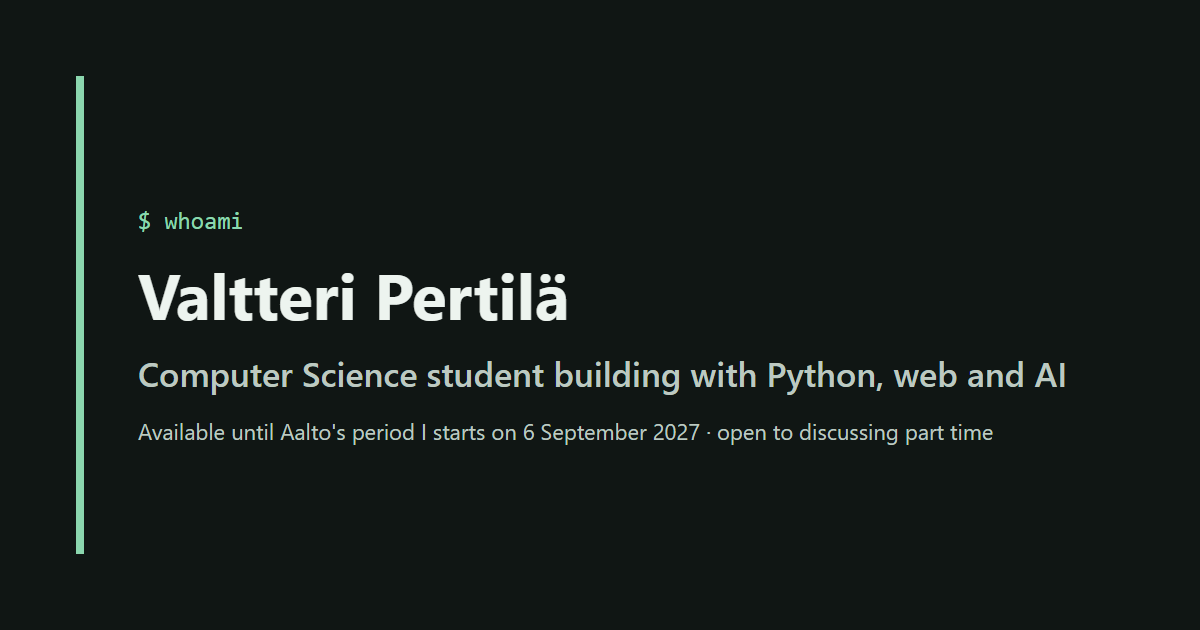 $ whoami
Valtteri Pertilä
Computer Science student building with Python, web and AI
Available until Aalto's period I starts on 6 September 2027 · open to discussing part time